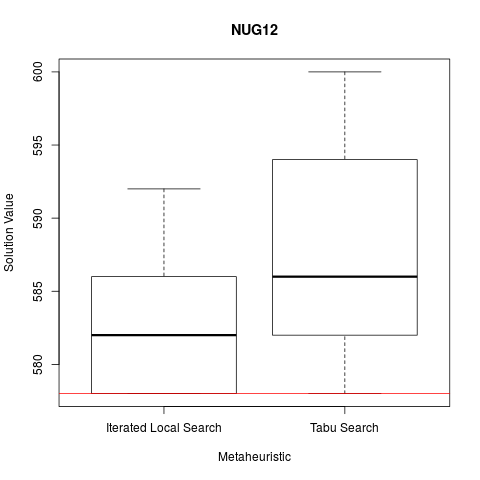 NUG12
600
595
590
585
580
Solution Value
Iterated Local Search
Tabu Search
Metaheuristic